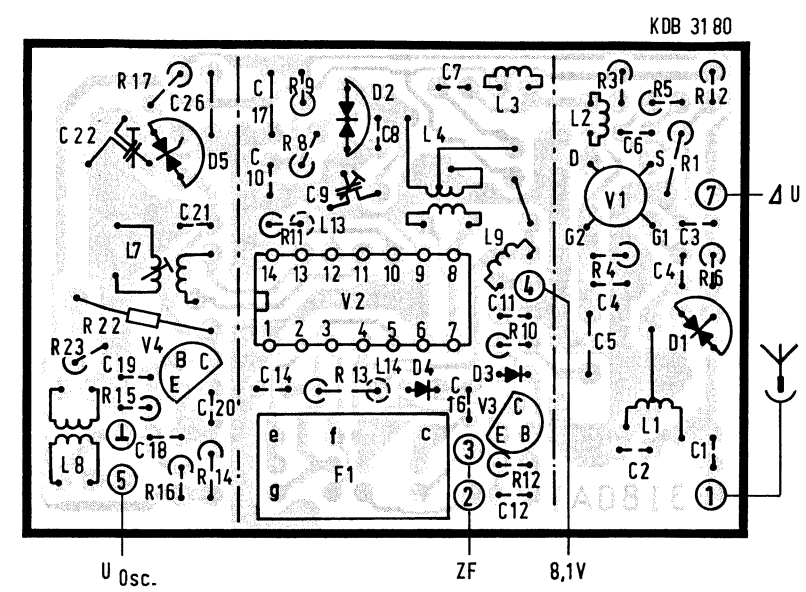 KDB 3180
R17
C26
C22
D5
C
17
R9
D2
C7
L3
R3
R5
R2
L2
C6
R8
C8
L4
R1
C
10
C9
D
S
V1
7
Δ U
C21
L13
R11
G2
G1
C3
L7
L9
R4
C4
R6
14 13 12 11 10 9 8
4
C4
V2
C11
R22
1 2 3 4 5 6 7
R10
C5
D1
V4
R23
C19
B C
E
R15
C20
C14
R 13
L14
D4
C
16
D3
V3
C
E B
L1
C18
L8
5
R16
R14
e f c
g
F1
3
2
R12
C12
C2
C1
1
3180A
U Osc.
ZF
8,1V